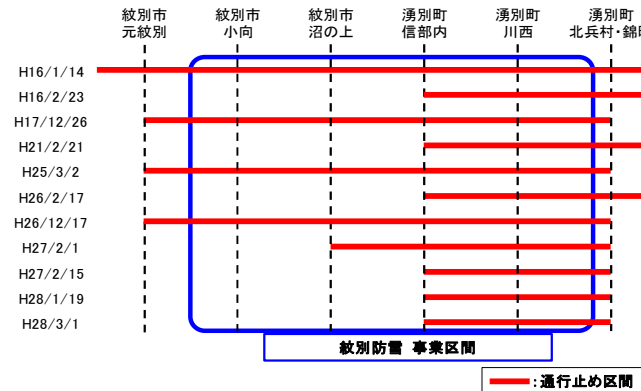 紋別市 紋別市 紋別市 湧別町 湧別町 湧別町
元紋別 小向 沼の上 信部内 川西 北兵村・錦町
H16/1/14
H16/2/23
H17/12/26
H21/2/21
H25/3/2
H26/2/17
H26/12/17
H27/2/1
H27/2/15
H28/1/19
H28/3/1
紋別防雪 事業区間
:通行止め区間